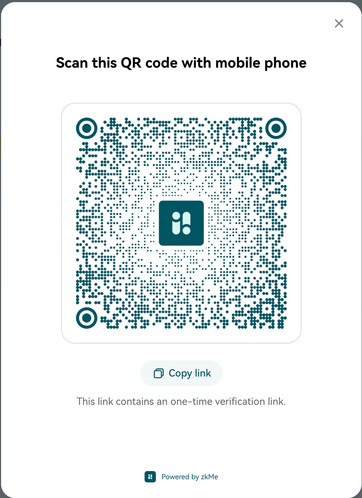 Scan this QR code with mobile phone
Copy link
This link contains an one-time verification link.
Powered by zkMe